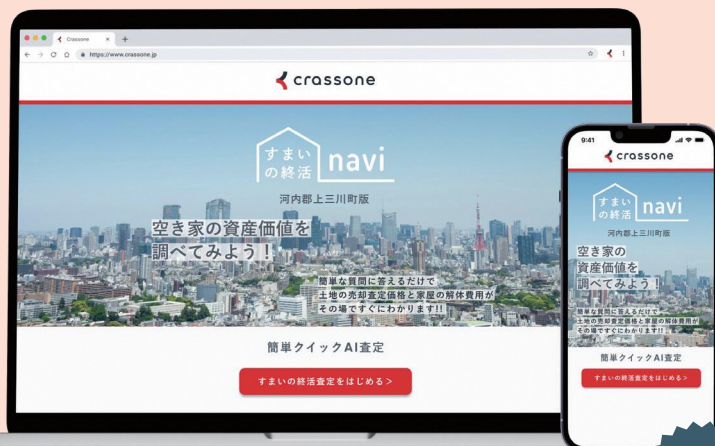 Crassone
https://www.crassone.jp
crassone
すまい
の終活
navi
河内郡上三川町版
空き家の資産価値を
調べてみよう！
簡単な質問に答えるだけで
土地の売却査定価格と家屋の解体費用が
その場ですぐにわかります!!
簡単クイックAI査定
すまいの終活査定をはじめる＞
9:41
crassone
すまい
の終活
navi
河内郡上三川町版
空き家の
資産価値を
調べてみよう！
簡単な質問に答えるだけで
土地の売却査定価格と家屋の解体費用が
その場ですぐにわかります!!
簡単クイックAI査定
すまいの終活査定をはじめる＞